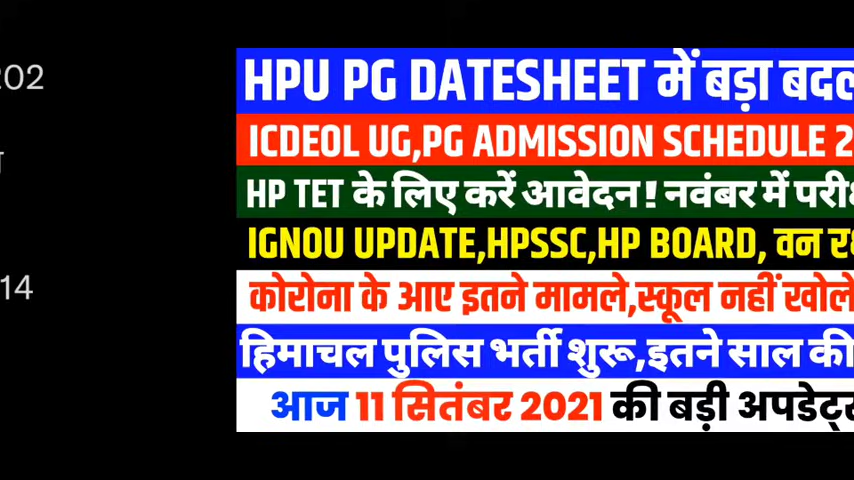 202
HPU PG DATESHEET में बड़ा बदल
ICDEOL UG,PG ADMISSION SCHEDULE 2
HP TET के लिए करें आवेदन! नवंबर में परीक्ष
IGNOU UPDATE,HPSSC,HP BOARD, वन रक्ष
कोरोना के आए इतने मामले,स्कूल नहीं खोले
14
हिमाचल पुलिस भर्ती शुरू,इतने साल की
आज 11 सितंबर 2021 की बड़ी अपडेट्स